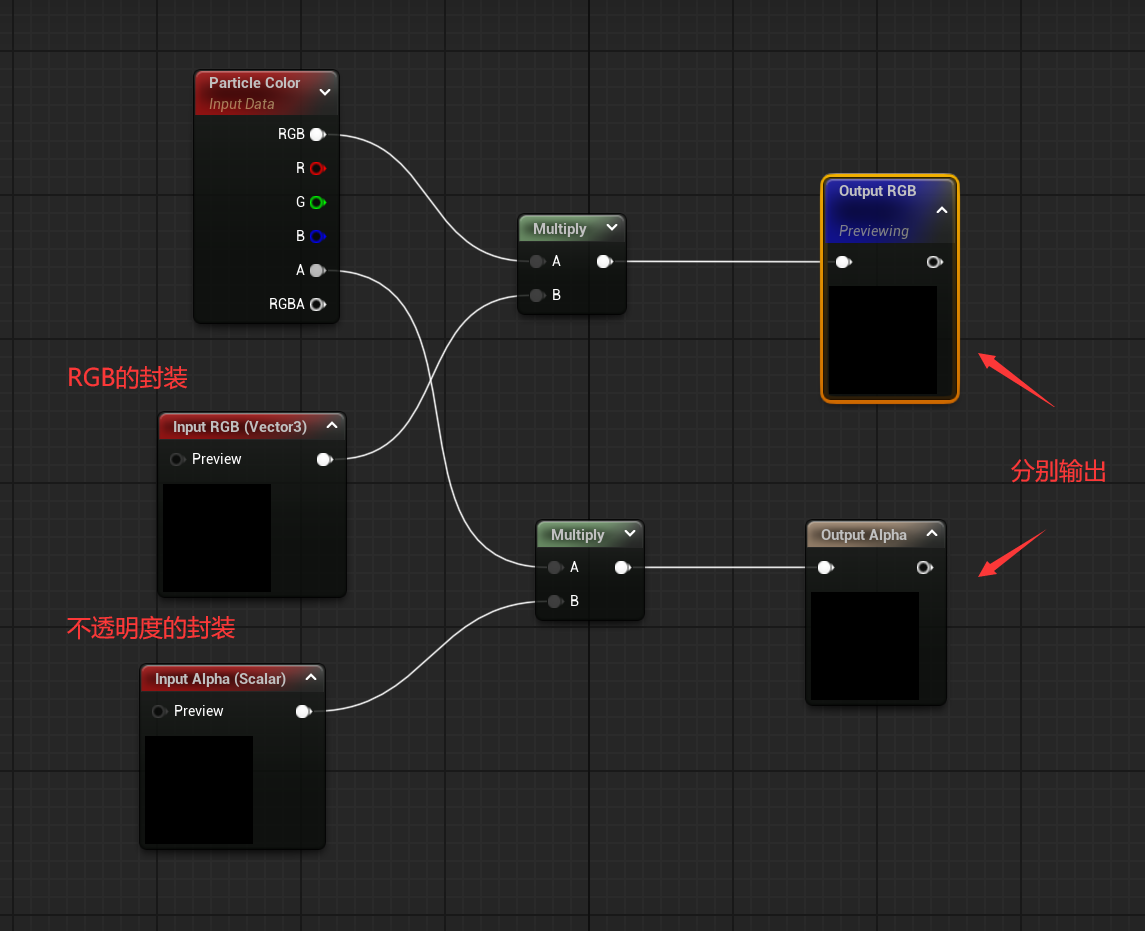 Particle Color
Input Data
RGB
R
G
B
A
RGBA
Multiply
A
B
Output RGB
Previewing
RGB的封装
Input RGB (Vector3)
Preview
分别输出
Multiply
A
B
Output Alpha
不透明度的封装
Input Alpha (Scalar)
Preview